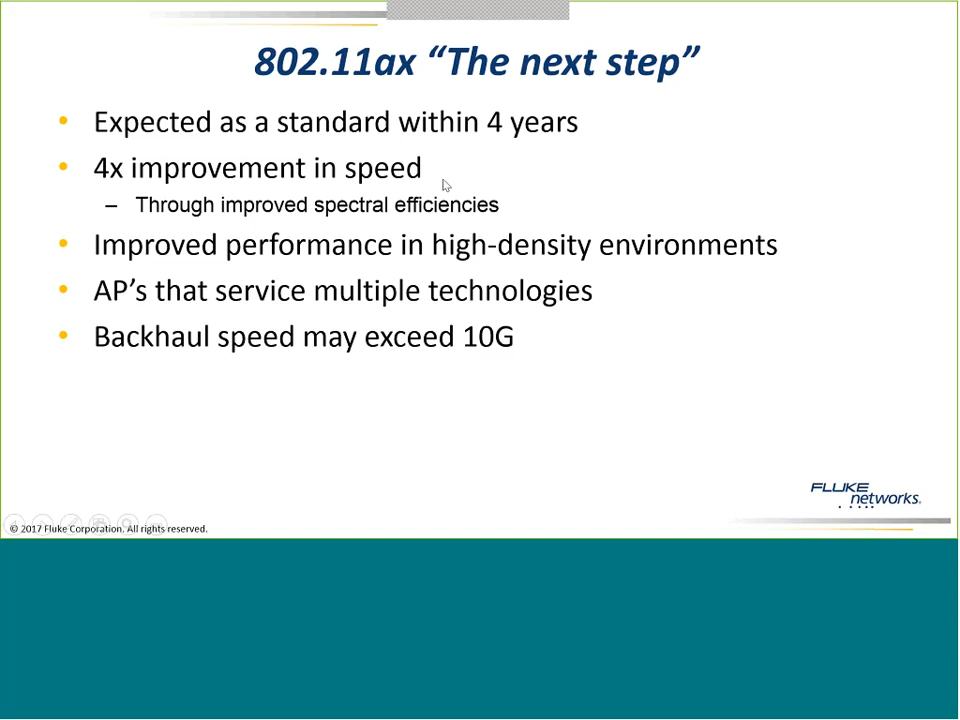 802.11ax “The next step”
• Expected as a standard within 4 years
• 4x improvement in speed
– Through improved spectral efficiencies
• Improved performance in high-density environments
• AP’s that service multiple technologies
• Backhaul speed may exceed 10G
FLUKE
networks.
© 2017 Fluke Corporation. All rights reserved.